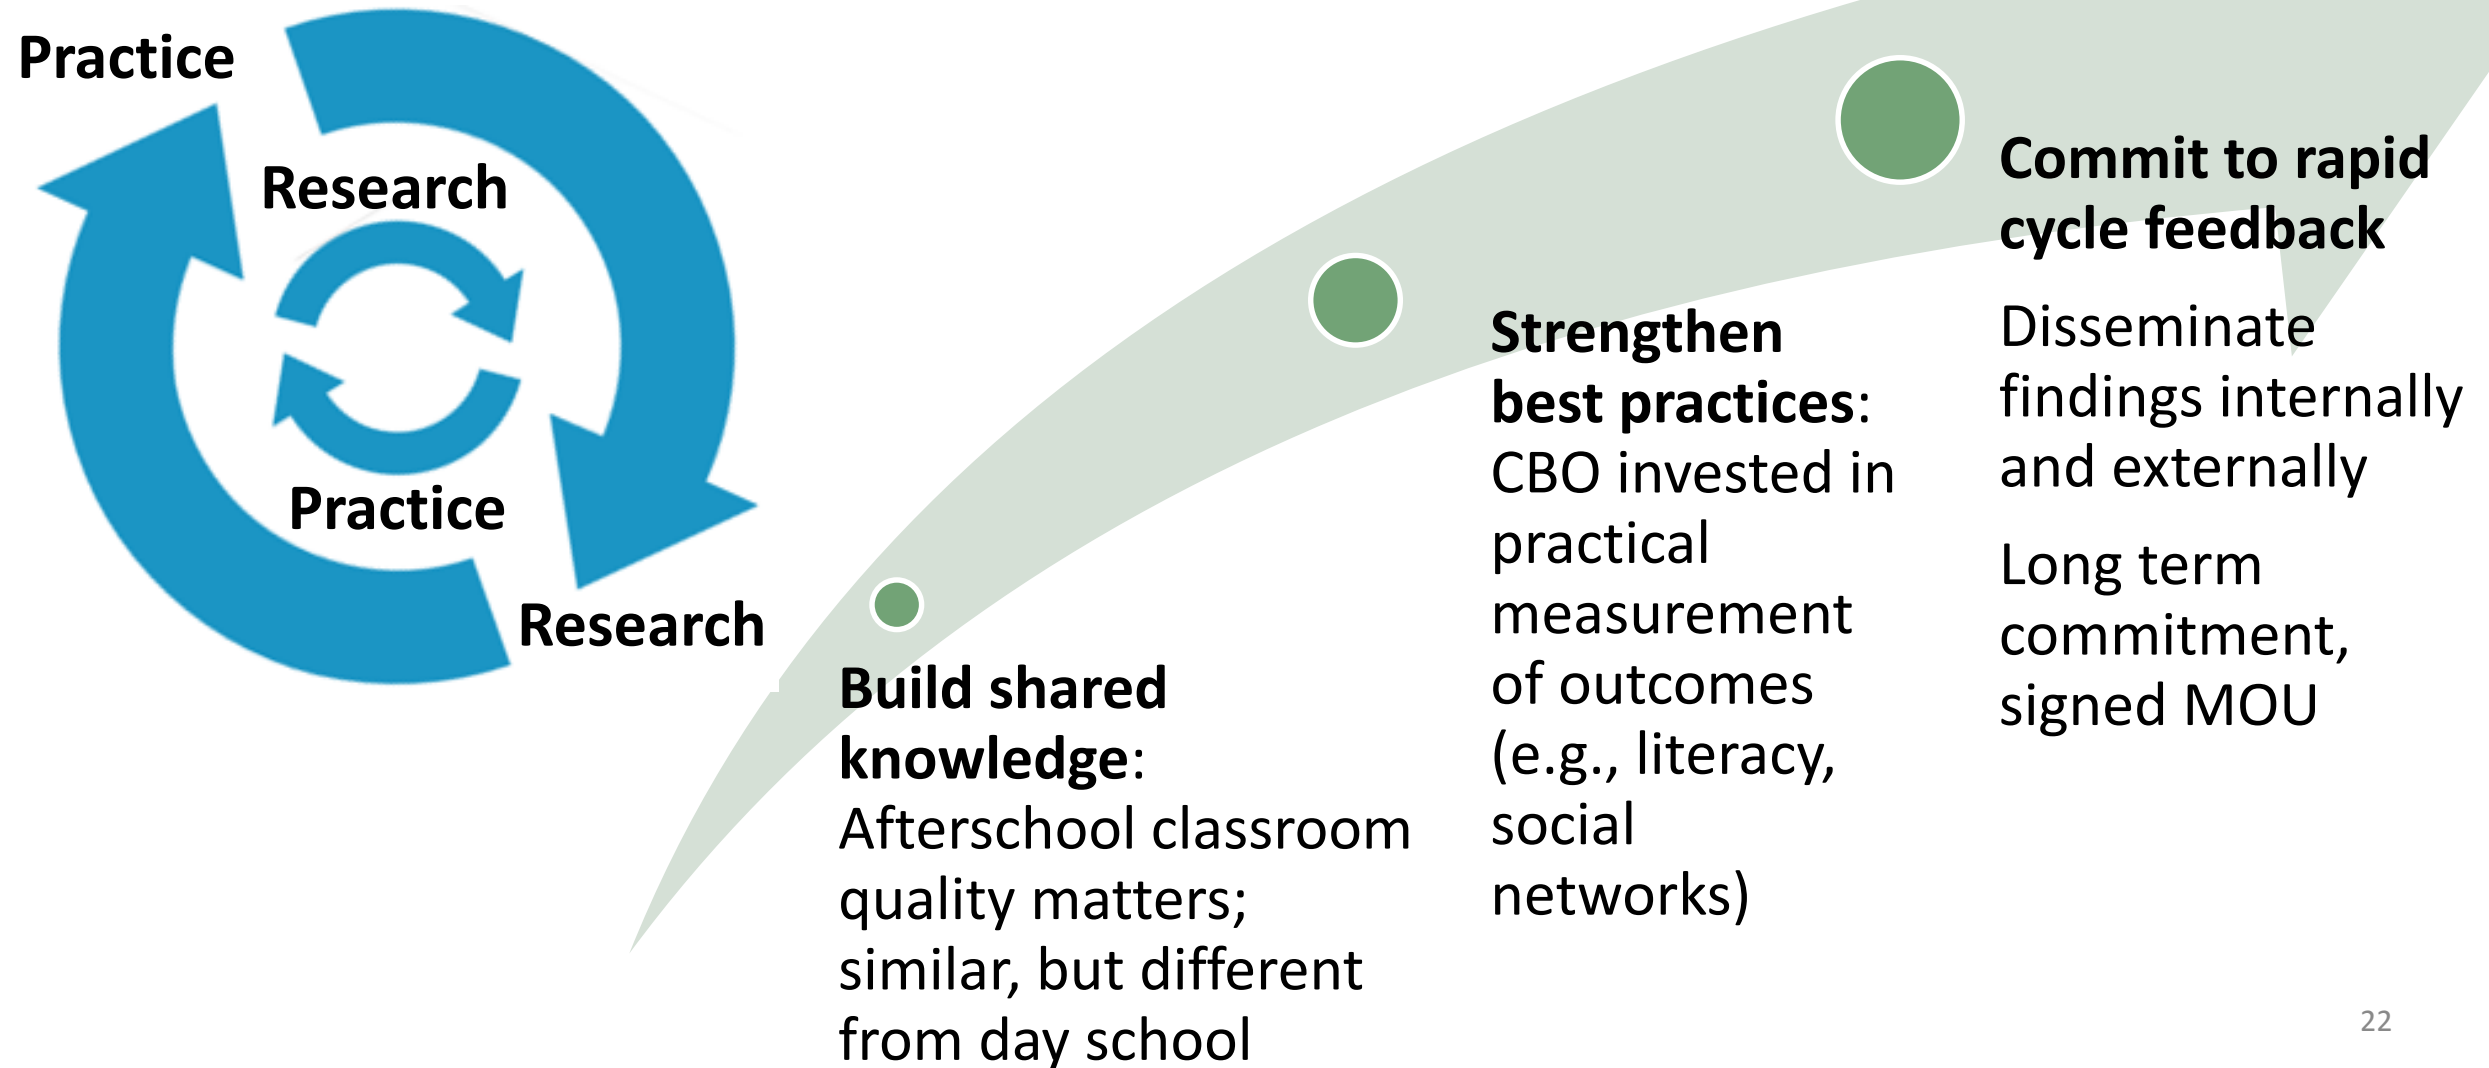 Practice
Research
Practice
Research
Build shared
knowledge:
Afterschool classroom
quality matters;
similar, but different
from day school
Strengthen
best practices:
CBO invested in
practical
measurement
of outcomes
(e.g., literacy,
social
networks)
Commit to rapid
cycle feedback
Disseminate
findings internally
and externally
Long term
commitment,
signed MOU
22